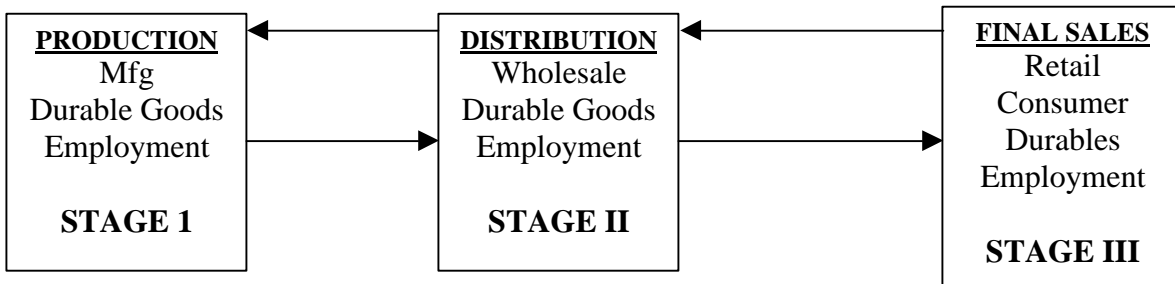 PRODUCTION
Mfg
Durable Goods
Employment
STAGE 1
DISTRIBUTION
Wholesale
Durable Goods
Employment
STAGE II
FINAL SALES
Retail
Consumer
Durables
Employment
STAGE III